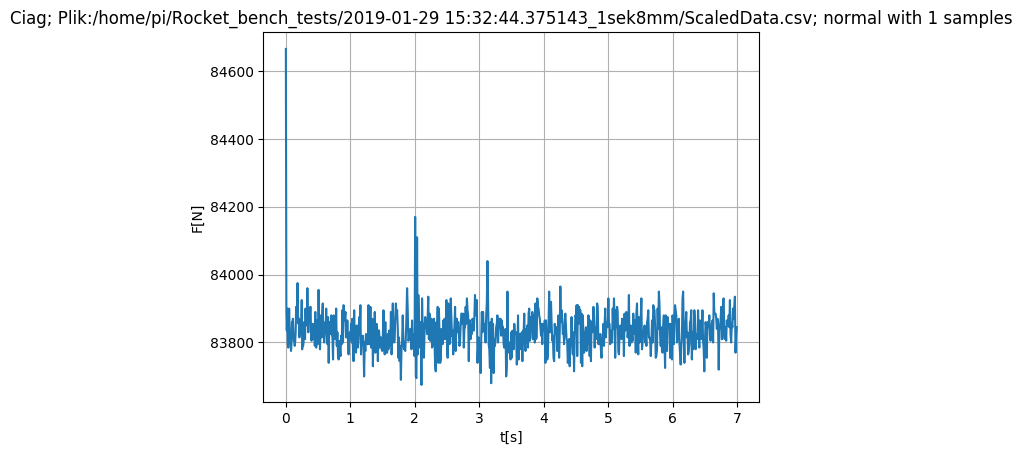 Ciag; Plik:/home/pi/Rocket_bench_tests/2019-01-29 15:32:44.375143_1sek8mm/ScaledData.csv; normal with 1 samples
84600
84400
84200
84000
83800
F[N]
0 1 2 3 4 5 6 7
t[s]